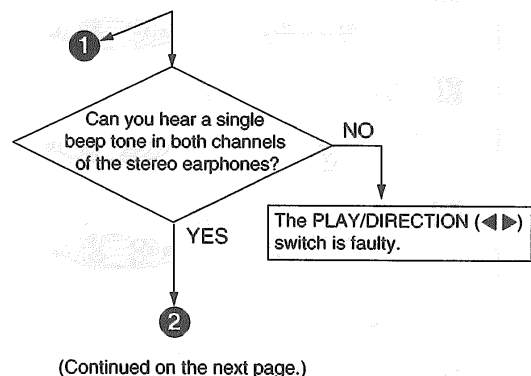 1
Can you hear a single
beep tone in both channels
of the stereo earphones?
NO
The PLAY/DIRECTION (◀ ▶)
switch is faulty.
YES
2
(Continued on the next page.)